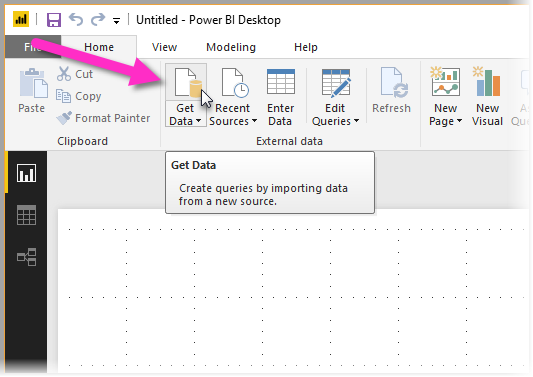 Untitled - Power BI Desktop
File Home View Modeling Help
Cut
Copy
Format Painter
Paste
Clipboard
Get
Data
Recent
Sources
Enter
Data
Edit
Queries
Refresh
External data
New
Page
New
Visual
Get Data
Create queries by importing data
from a new source.